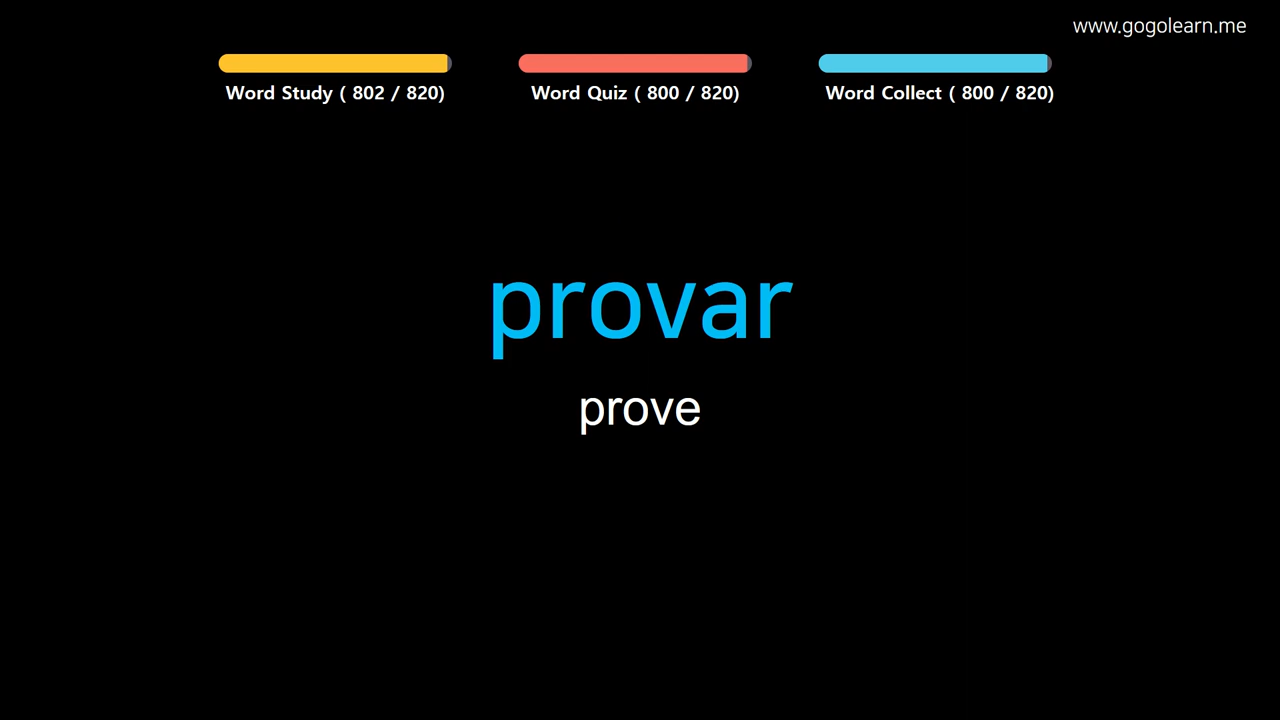 www.gogolearn.me
Word Study ( 802 / 820)
Word Quiz ( 800 / 820)
Word Collect ( 800 / 820)
provar
prove